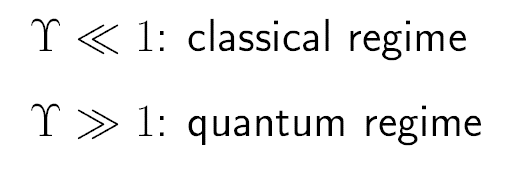 ϒ ≪ 1: classical regime
ϒ ≫ 1: quantum regime